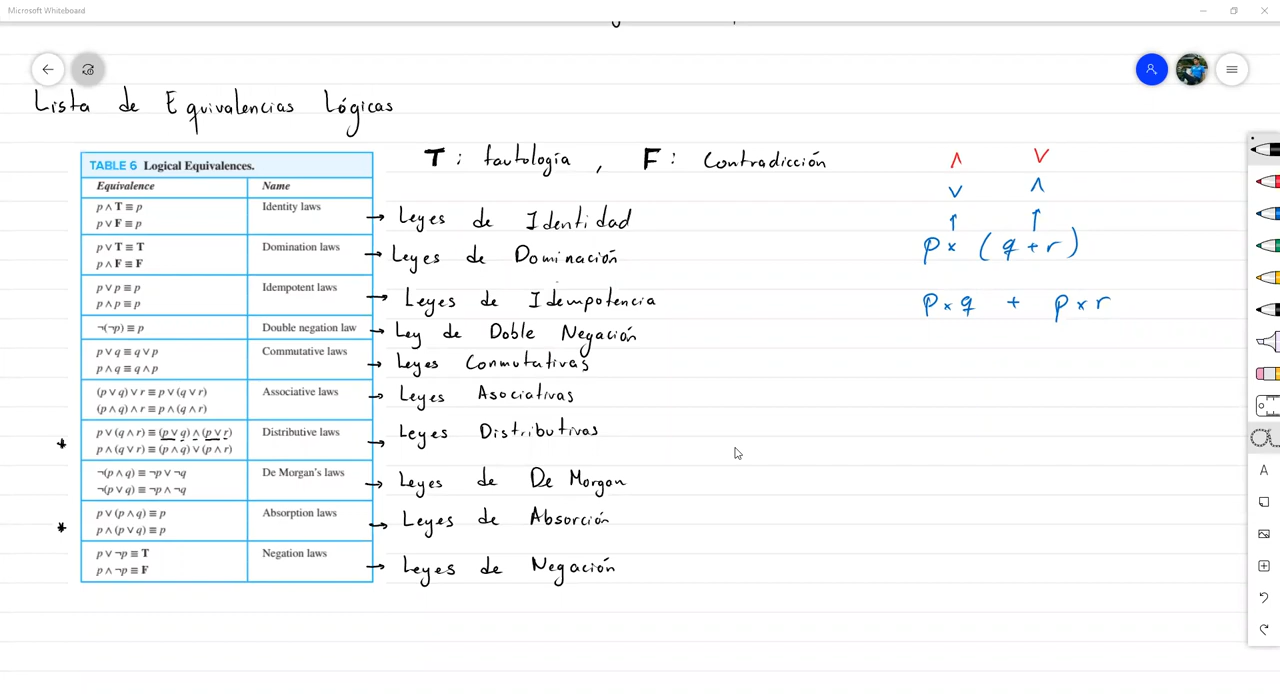 Microsoft Whiteboard
Lista de Equivalencias Lógicas
TABLE 6 Logical Equivalences.
Equivalence Name
p ∧ T ≡ p
p ∨ F ≡ p
Identity laws
p ∨ T ≡ T
p ∧ F ≡ F
Domination laws
p ∨ p ≡ p
p ∧ p ≡ p
Idempotent laws
¬(¬p) ≡ p
Double negation law
p ∨ q ≡ q ∨ p
p ∧ q ≡ q ∧ p
Commutative laws
(p ∨ q) ∨ r ≡ p ∨ (q ∨ r)
(p ∧ q) ∧ r ≡ p ∧ (q ∧ r)
Associative laws
p ∨ (q ∧ r) ≡ (p ∨ q) ∧ (p ∨ r)
* p ∧ (q ∨ r) ≡ (p ∧ q) ∨ (p ∧ r)
Distributive laws
¬(p ∧ q) ≡ ¬p ∨ ¬q
¬(p ∨ q) ≡ ¬p ∧ ¬q
De Morgan's laws
p ∨ (p ∧ q) ≡ p
* p ∧ (p ∨ q) ≡ p
Absorption laws
p ∨ ¬p ≡ T
p ∧ ¬p ≡ F
Negation laws
T : tautología , F : Contradicción
→ Leyes de Identidad
→ Leyes de Dominación
→ Leyes de Idempotencia
→ Ley de Doble Negación
→ Leyes Conmutativas
→ Leyes Asociativas
→ Leyes Distributivas
→ Leyes de De Morgan
→ Leyes de Absorción
→ Leyes de Negación
∧ ∨
∨ ∧
↑ ↑
p × (q + r)
p × q + p × r
A